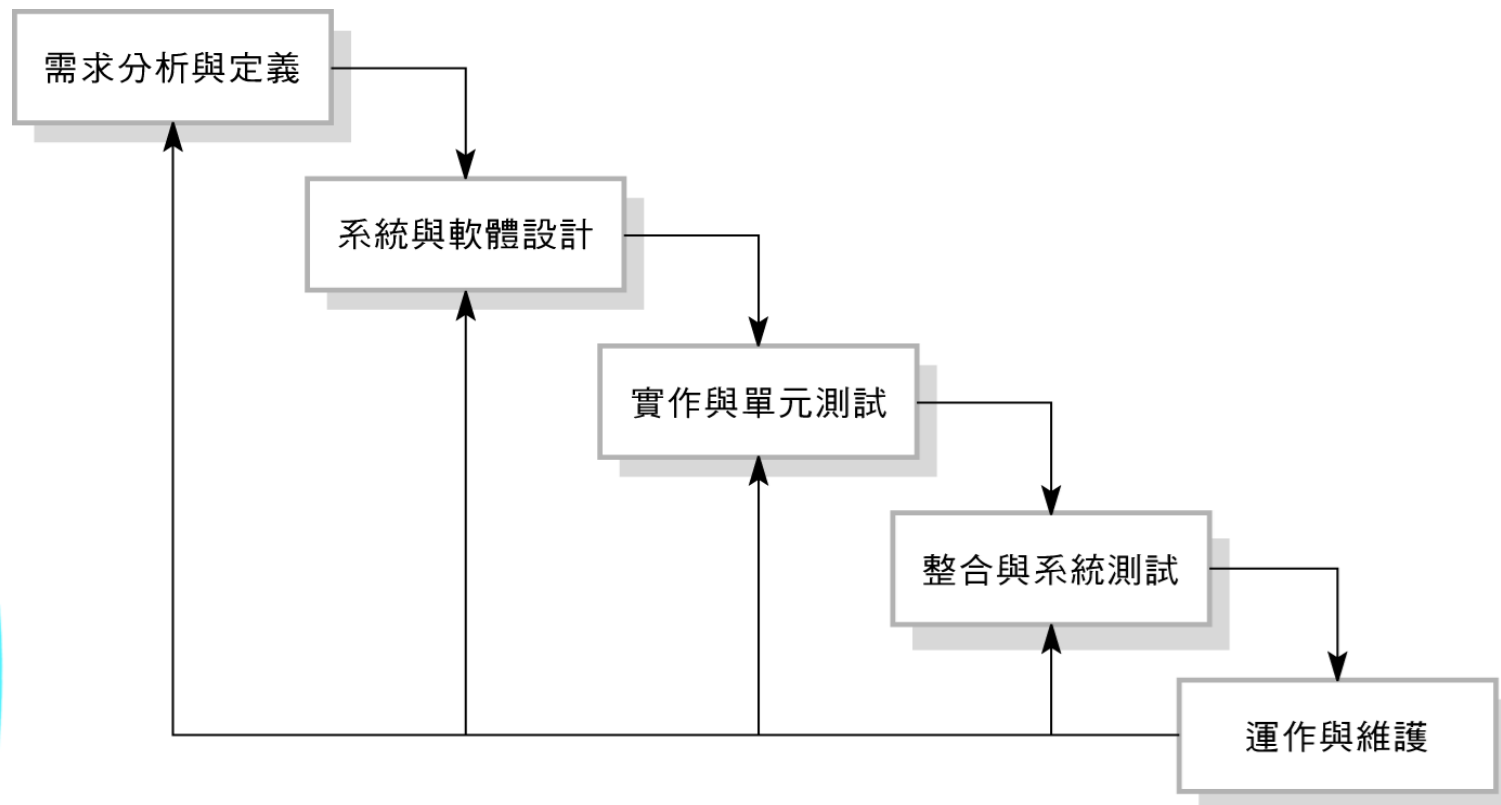 需求分析與定義
系統與軟體設計
實作與單元測試
整合與系統測試
運作與維護